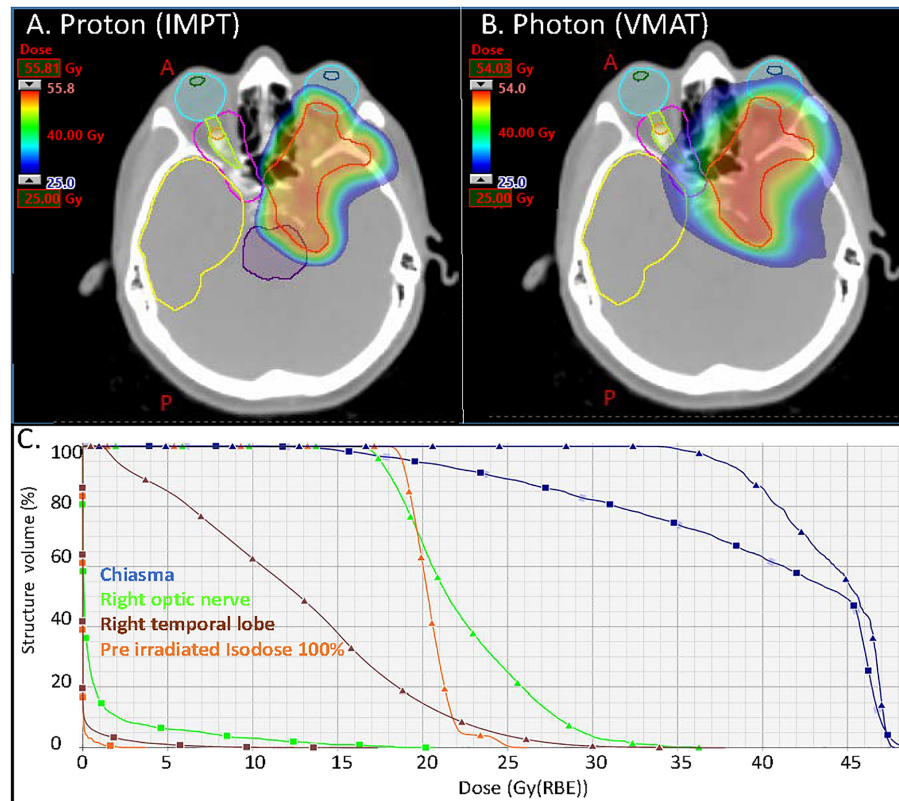 A. Proton (IMPT)
Dose
55.81 Gy
55.8
40.00 Gy
25.0
25.00 Gy
A
P
B. Photon (VMAT)
Dose
54.03 Gy
54.0
40.00 Gy
25.0
25.00 Gy
C.
Structure volume (%)
100
80
60
40
20
0
Chiasma
Right optic nerve
Right temporal lobe
Pre irradiated Isodose 100%
0 5 10 15 20 25 30 35 40 45
Dose (Gy(RBE))